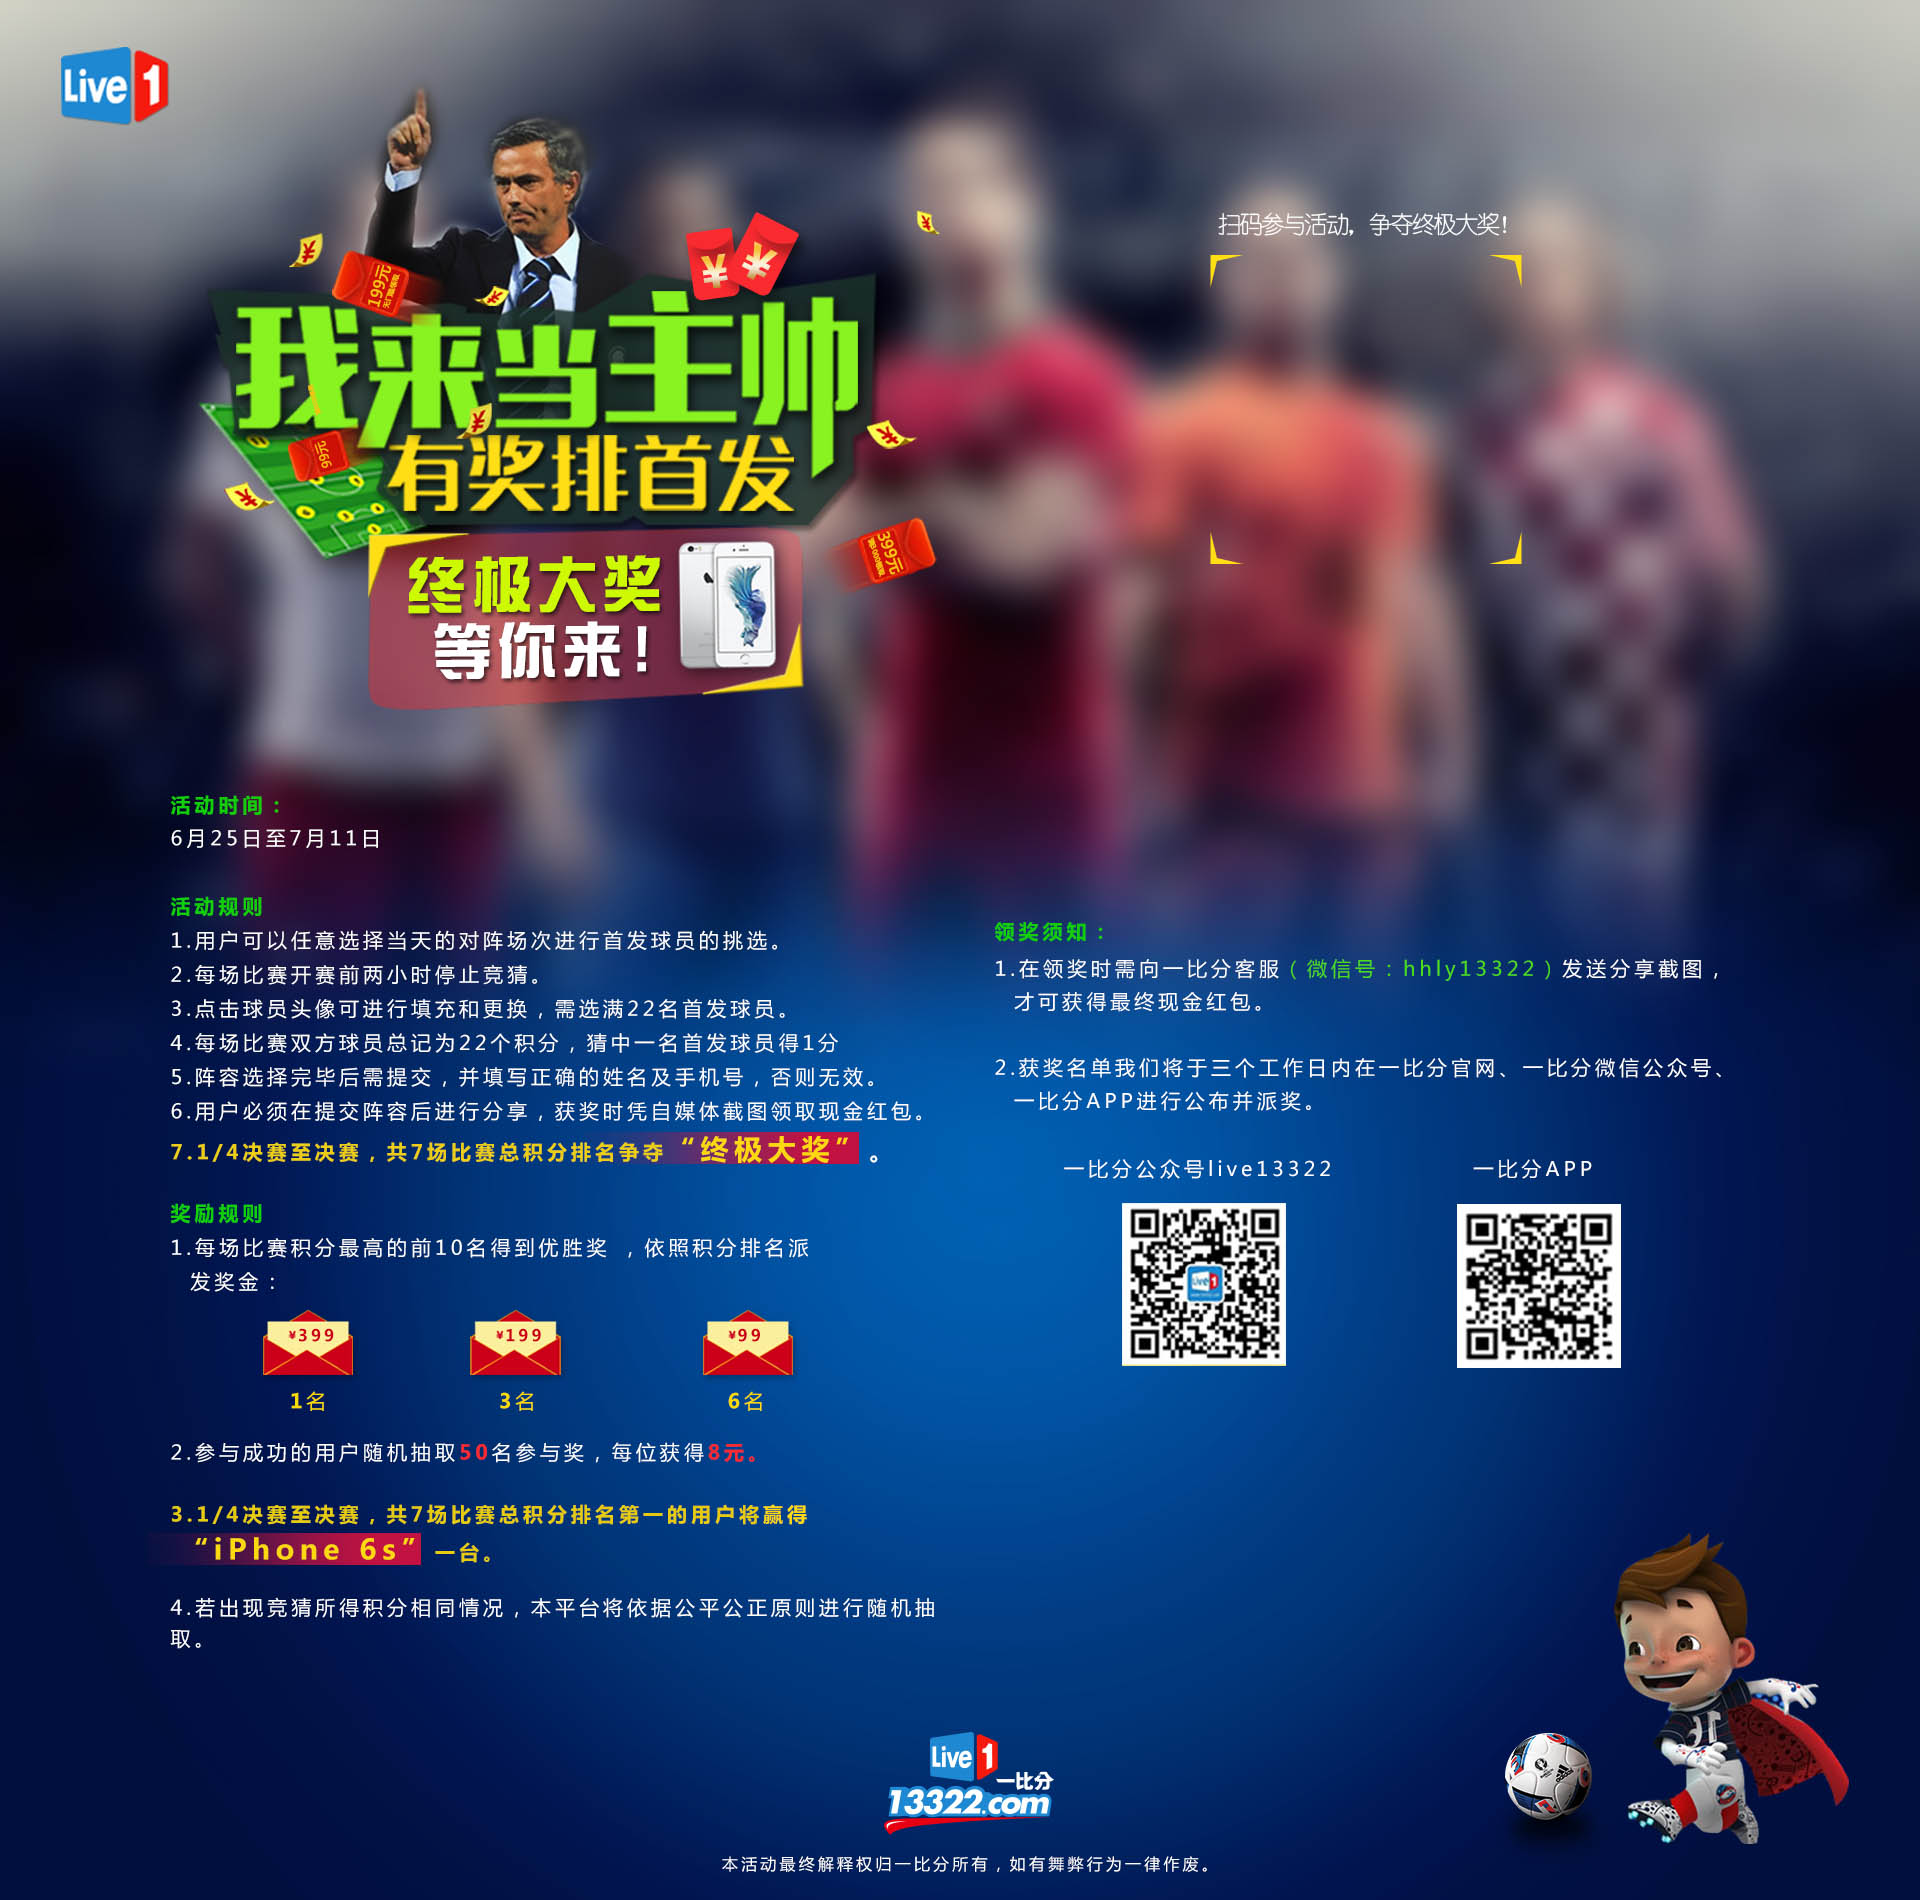 Live 1
扫码参与活动，争夺终极大奖！
199元
我来当主帅
99元
有奖排首发
399元
终极大奖
等你来！
活动时间：
6月25日至7月11日
活动规则
1.用户可以任意选择当天的对阵场次进行首发球员的挑选。
2.每场比赛开赛前两小时停止竞猜。
3.点击球员头像可进行填充和更换，需选满22名首发球员。
4.每场比赛双方球员总记为22个积分，猜中一名首发球员得1分
5.阵容选择完毕后需提交，并填写正确的姓名及手机号，否则无效。
6.用户必须在提交阵容后进行分享，获奖时凭自媒体截图领取现金红包。
7.1/4决赛至决赛，共7场比赛总积分排名争夺“终极大奖”。
奖励规则
1.每场比赛积分最高的前10名得到优胜奖 ，依照积分排名派
发奖金：
¥399 ¥199 ¥99
1名 3名 6名
2.参与成功的用户随机抽取50名参与奖，每位获得8元。
3.1/4决赛至决赛，共7场比赛总积分排名第一的用户将赢得
“iPhone 6s” 一台。
4.若出现竞猜所得积分相同情况，本平台将依据公平公正原则进行随机抽
取。
领奖须知：
1.在领奖时需向一比分客服（微信号：hhly13322）发送分享截图，
才可获得最终现金红包。
2.获奖名单我们将于三个工作日内在一比分官网、一比分微信公众号、
一比分APP进行公布并派奖。
一比分公众号live13322 一比分APP
Live 1
Live 1
一比分
13322.com
adidas
本活动最终解释权归一比分所有，如有舞弊行为一律作废。